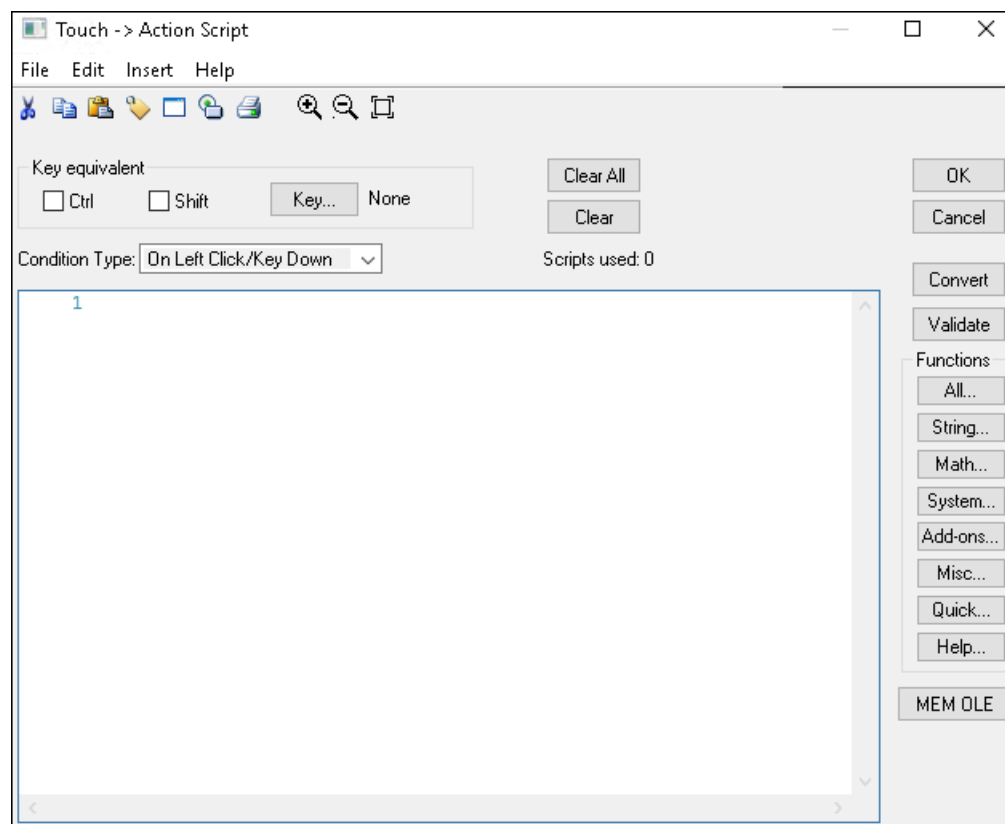 Touch -> Action Script
File Edit Insert Help
Key equivalent
Ctrl Shift Key... None
Clear All
Clear
OK
Cancel
Condition Type: On Left Click/Key Down
Scripts used: 0
Convert
Validate
1
Functions
All...
String...
Math...
System...
Add-ons...
Misc...
Quick...
Help...
MEM OLE